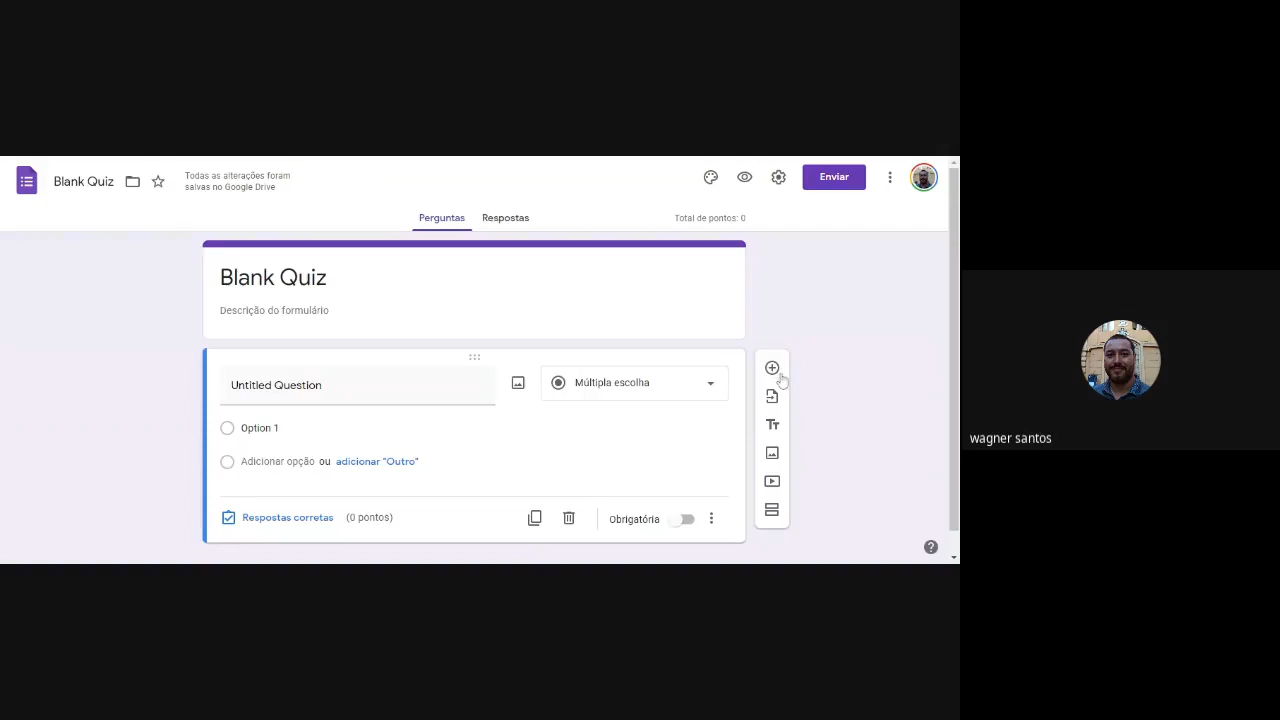 Blank Quiz
Todas as alterações foram
salvas no Google Drive
Enviar
Perguntas Respostas
Total de pontos: 0
Blank Quiz
Descrição do formulário
Untitled Question
Múltipla escolha
Option 1
Adicionar opção ou adicionar "Outro"
Respostas corretas (0 pontos)
Obrigatória
wagner santos